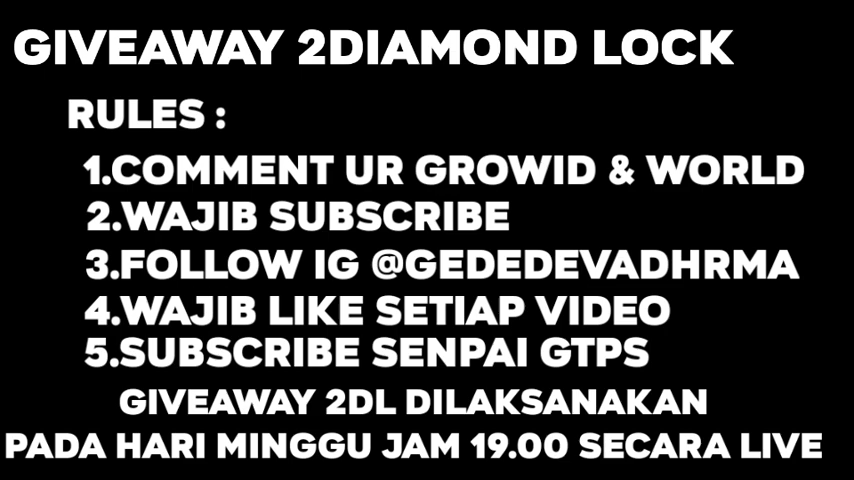 GIVEAWAY 2DIAMOND LOCK
RULES :
1.COMMENT UR GROWID & WORLD
2.WAJIB SUBSCRIBE
3.FOLLOW IG @GEDEDEVADHRMA
4.WAJIB LIKE SETIAP VIDEO
5.SUBSCRIBE SENPAI GTPS
GIVEAWAY 2DL DILAKSANAKAN
PADA HARI MINGGU JAM 19.00 SECARA LIVE